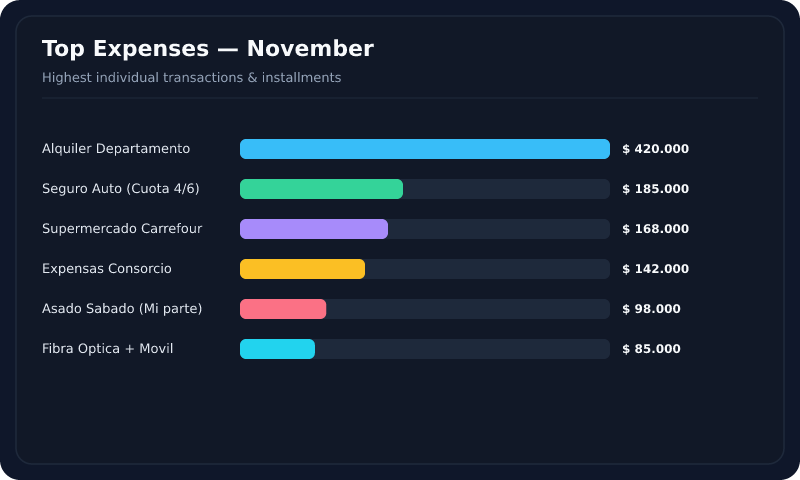 Top Expenses — November
Highest individual transactions & installments
Alquiler Departamento $ 420.000
Seguro Auto (Cuota 4/6) $ 185.000
Supermercado Carrefour $ 168.000
Expensas Consorcio $ 142.000
Asado Sabado (Mi parte) $ 98.000
Fibra Optica + Movil $ 85.000